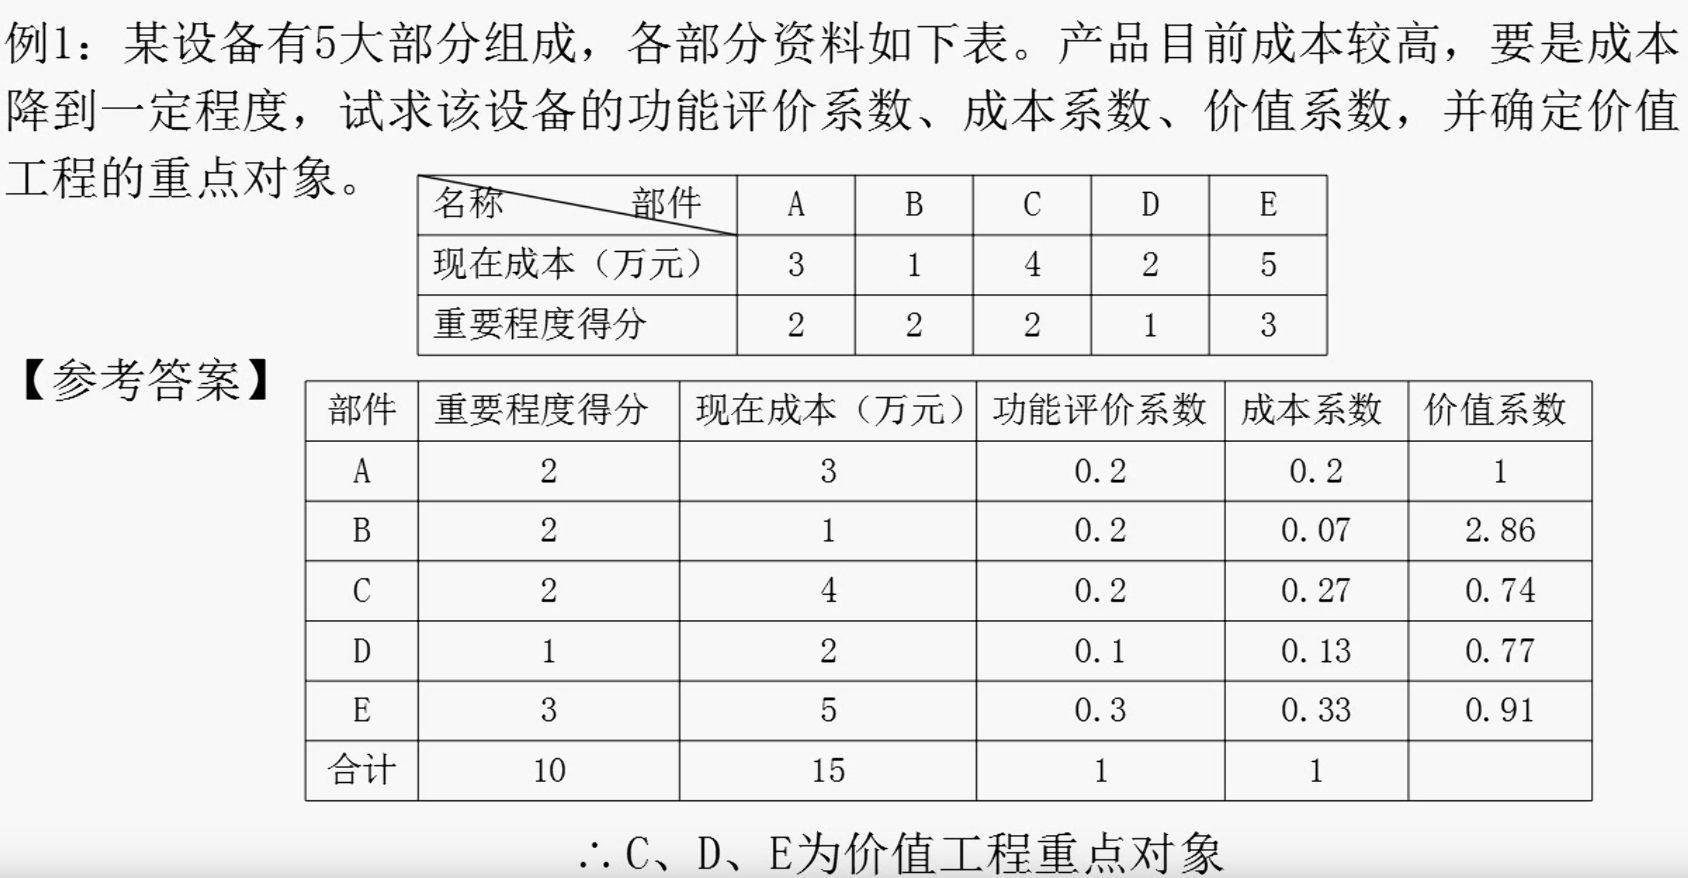 例1：某设备有5大部分组成，各部分资料如下表。产品目前成本较高，要是成本
降到一定程度，试求该设备的功能评价系数、成本系数、价值系数，并确定价值
工程的重点对象。
名称 部件 A B C D E
现在成本（万元） 3 1 4 2 5
重要程度得分 2 2 2 1 3
【参考答案】
部件 重要程度得分 现在成本（万元） 功能评价系数 成本系数 价值系数
A 2 3 0.2 0.2 1
B 2 1 0.2 0.07 2.86
C 2 4 0.2 0.27 0.74
D 1 2 0.1 0.13 0.77
E 3 5 0.3 0.33 0.91
合计 10 15 1 1
∴C、D、E为价值工程重点对象